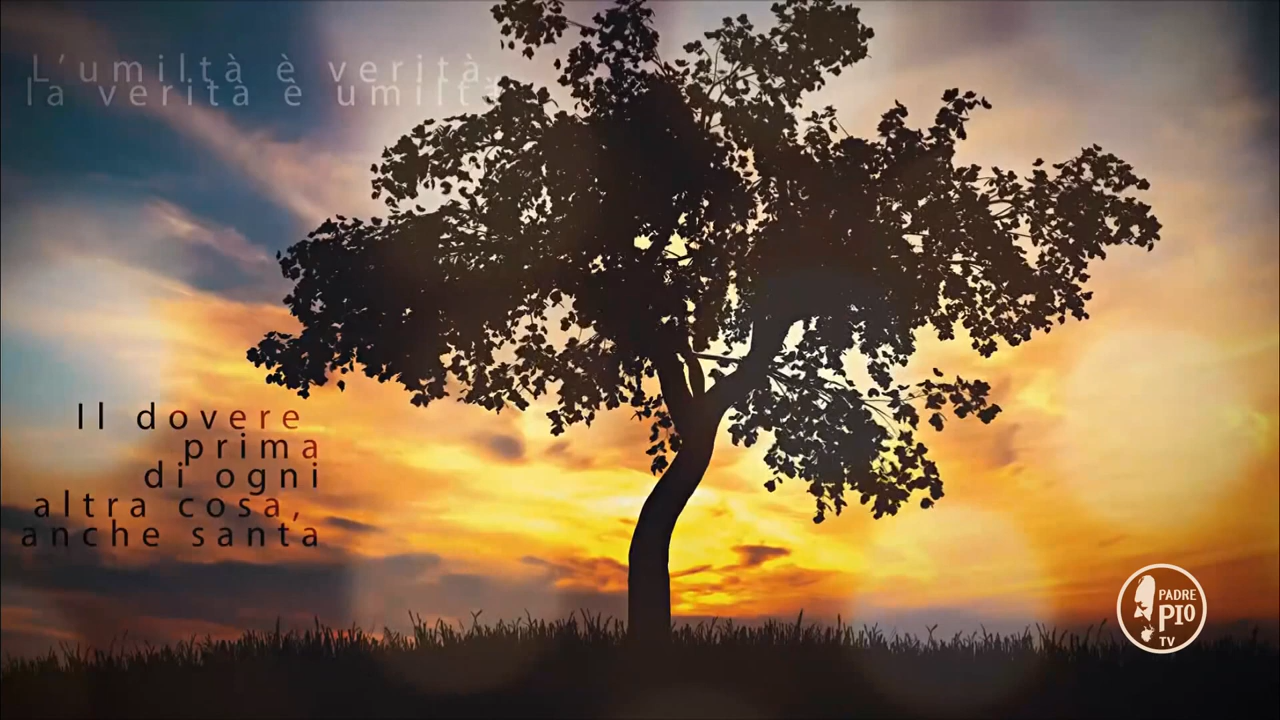 L'umiltà è verità,
la verità è umiltà
Il dovere
prima
di ogni
altra cosa,
anche santa
PADRE
PIO
TV